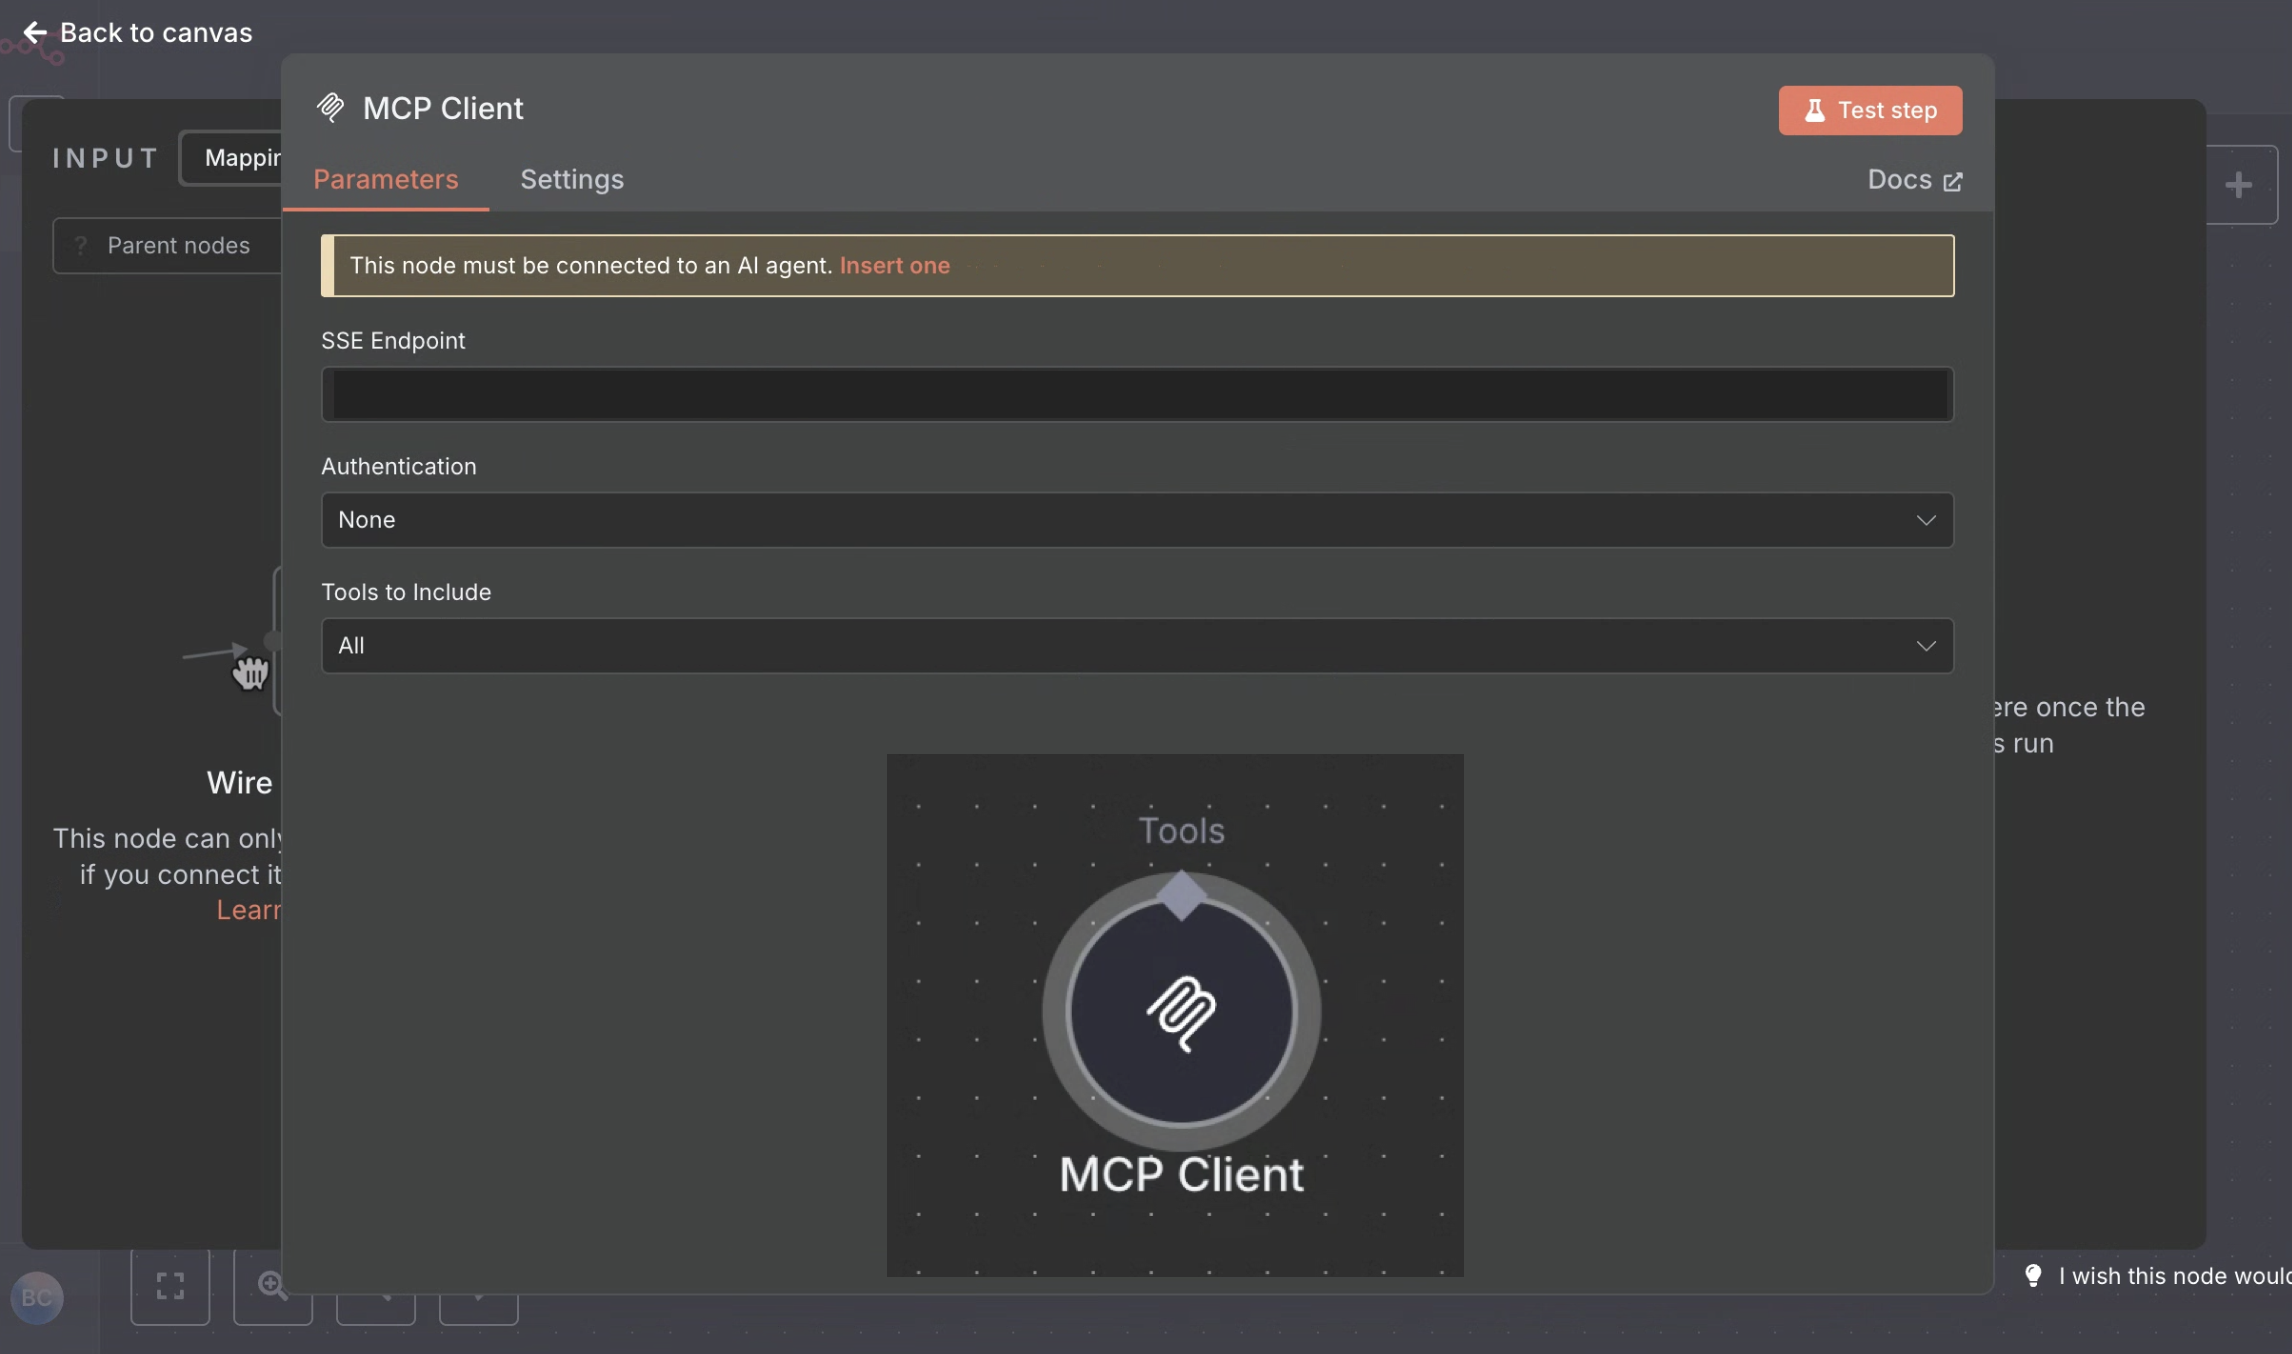 Back to canvas
MCP Client
Test step
INPUT
Mappin
Parameters
Settings
Docs
? Parent nodes
This node must be connected to an AI agent. Insert one
SSE Endpoint
Authentication
None
Tools to Include
All
Wire
This node can only
if you connect it
Learn
ere once the
s run
Tools
MCP Client
BC
I wish this node would